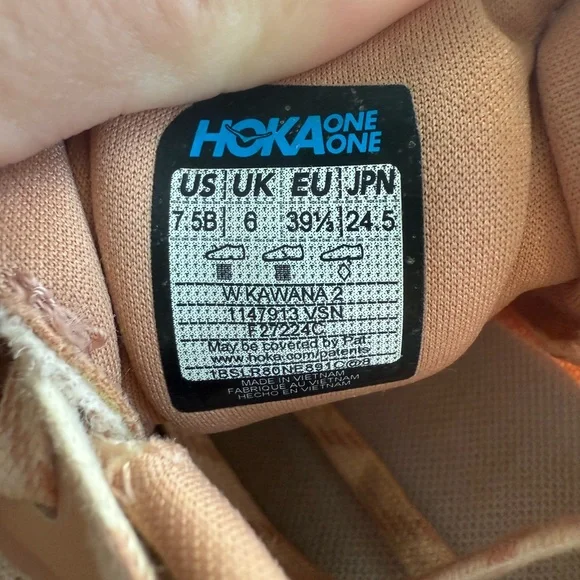 HOKA ONE ONE
US UK EU JPN
7.5B 6 39⅓ 24.5
W KAWANA 2
1147913 VSN
F27224C
May be covered by Pat.
www.hoka.com/patents
MADE IN VIETNAM
FABRIQUE AU VIETNAM
HECHO EN VIETNAM